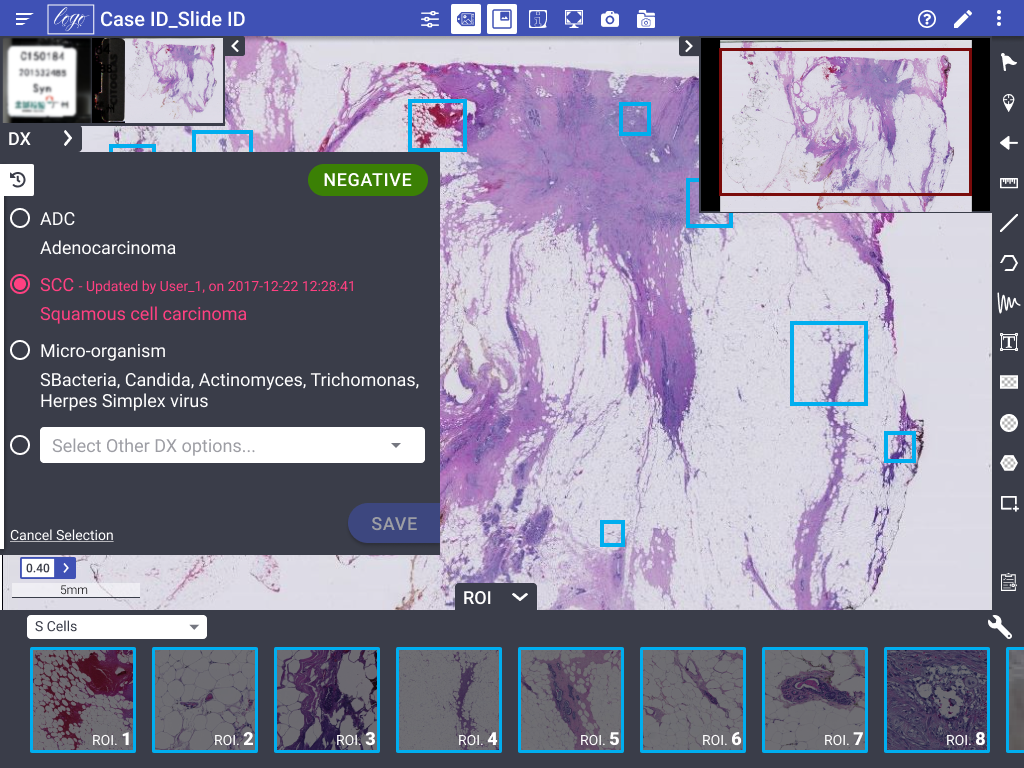 logo Case ID_Slide ID
C150184
Syn
DX
NEGATIVE
ADC
Adenocarcinoma
SCC - Updated by User_1, on 2017-12-22 12:28:41
Squamous cell carcinoma
Micro-organism
SBacteria, Candida, Actinomyces, Trichomonas,
Herpes Simplex virus
Select Other DX options...
SAVE
Cancel Selection
0.40
5mm
ROI
S Cells
ROI. 1
ROI. 2
ROI. 3
ROI. 4
ROI. 5
ROI. 6
ROI. 7
ROI. 8